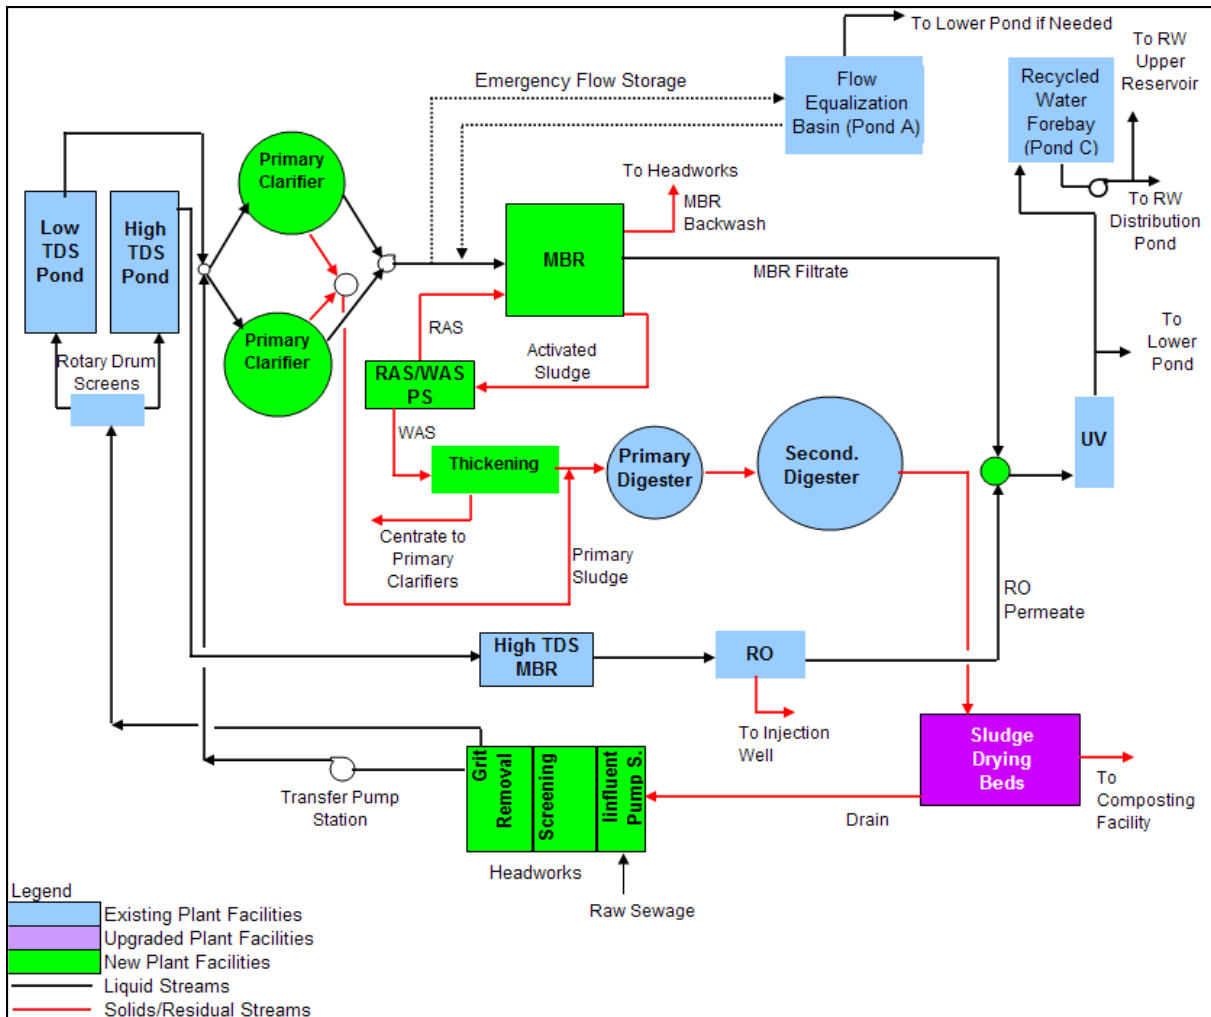 To Lower Pond if Needed
To RW
Upper
Reservoir
Emergency Flow Storage
Flow
Equalization
Basin (Pond A)
Recycled
Water
Forebay
(Pond C)
Primary
Clarifier
To Headworks
MBR
Backwash
To RW
Distribution
Pond
Low
TDS
Pond
High
TDS
Pond
MBR
MBR Filtrate
Primary
Clarifier
RAS
Activated
Sludge
To
Lower
Pond
Rotary Drum
Screens
RAS/WAS
PS
WAS
UV
Thickening
Primary
Digester
Second.
Digester
Centrate to
Primary
Clarifiers
Primary
Sludge
RO
Permeate
High TDS
MBR
RO
To Injection
Well
Sludge
Drying
Beds
To
Composting
Facility
Grit
Removal
Screening
Iinfluent
Pump S.
Transfer Pump
Station
Drain
Headworks
Raw Sewage
Legend
Existing Plant Facilities
Upgraded Plant Facilities
New Plant Facilities
Liquid Streams
Solids/Residual Streams